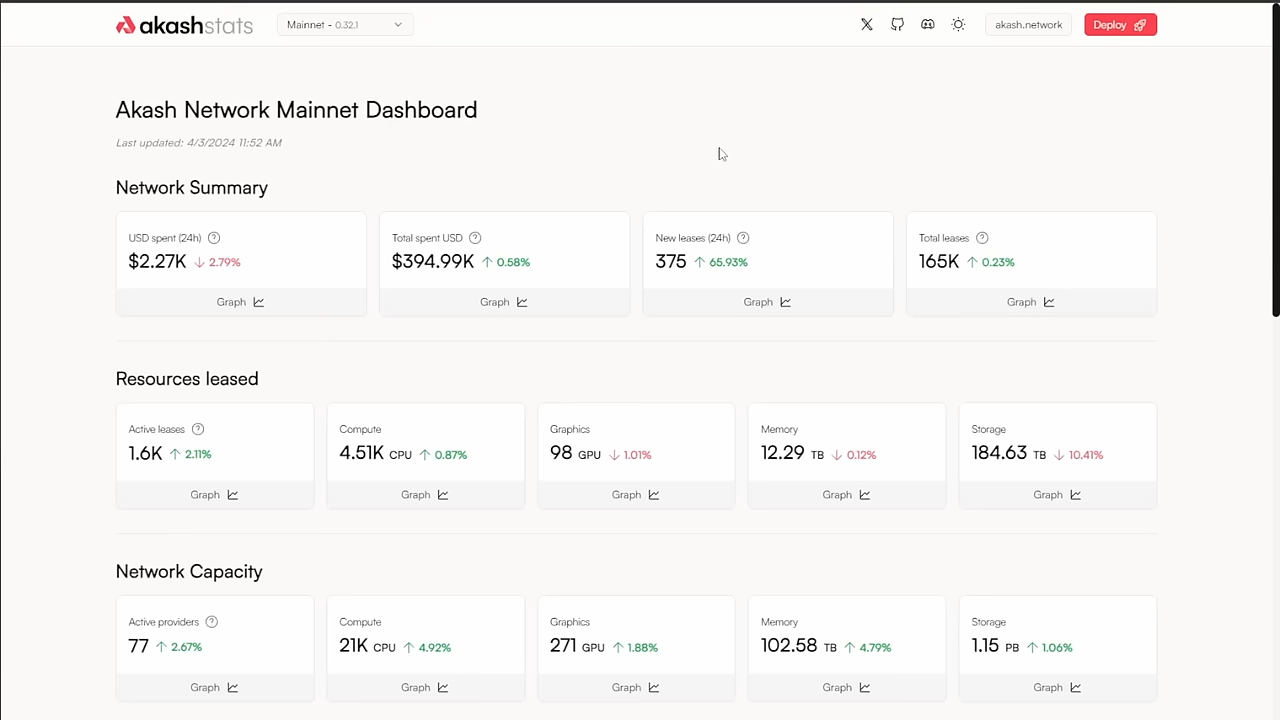 akashstats
Mainnet - 0.32.1
akash.network
Deploy
Akash Network Mainnet Dashboard
Last updated: 4/3/2024 11:52 AM
Network Summary
USD spent (24h)
$2.27K 2.79%
Graph
Total spent USD
$394.99K 0.58%
Graph
New leases (24h)
375 65.93%
Graph
Total leases
165K 0.23%
Graph
Resources leased
Active leases
1.6K 2.11%
Graph
Compute
4.51K CPU 0.87%
Graph
Graphics
98 GPU 1.01%
Graph
Memory
12.29 TB 0.12%
Graph
Storage
184.63 TB 10.41%
Graph
Network Capacity
Active providers
77 2.67%
Graph
Compute
21K CPU 4.92%
Graph
Graphics
271 GPU 1.88%
Graph
Memory
102.58 TB 4.79%
Graph
Storage
1.15 PB 1.06%
Graph